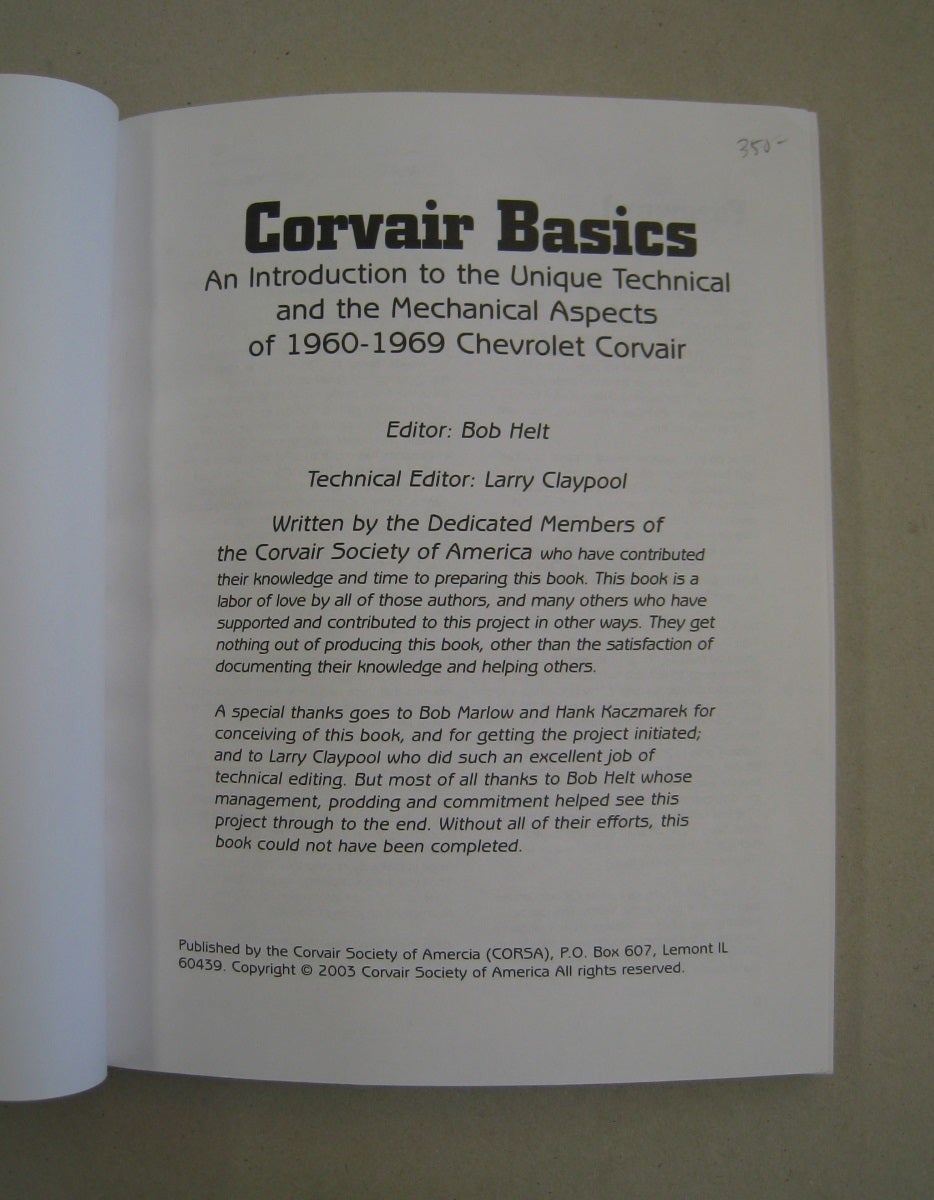 350-
Corvair Basics
An Introduction to the Unique Technical
and the Mechanical Aspects
of 1960-1969 Chevrolet Corvair
Editor: Bob Helt
Technical Editor: Larry Claypool
Written by the Dedicated Members of
the Corvair Society of America who have contributed
their knowledge and time to preparing this book. This book is a
labor of love by all of those authors, and many others who have
supported and contributed to this project in other ways. They get
nothing out of producing this book, other than the satisfaction of
documenting their knowledge and helping others.
A special thanks goes to Bob Marlow and Hank Kaczmarek for
conceiving of this book, and for getting the project initiated;
and to Larry Claypool who did such an excellent job of
technical editing. But most of all thanks to Bob Helt whose
management, prodding and commitment helped see this
project through to the end. Without all of their efforts, this
book could not have been completed.
Published by the Corvair Society of Amercia (CORSA), P.O. Box 607, Lemont IL
60439. Copyright © 2003 Corvair Society of America All rights reserved.